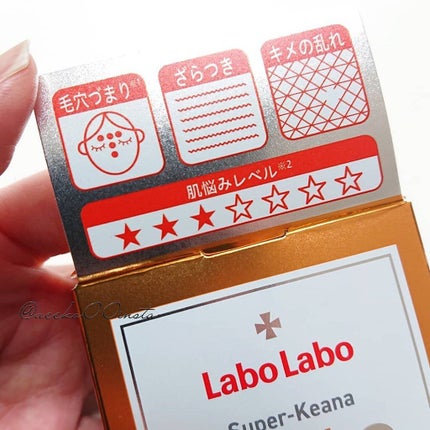 毛穴づまり
ざらつき
キメの乱れ
肌悩みレベル※2
★★★☆☆☆☆
Labo Labo
Super-Keana